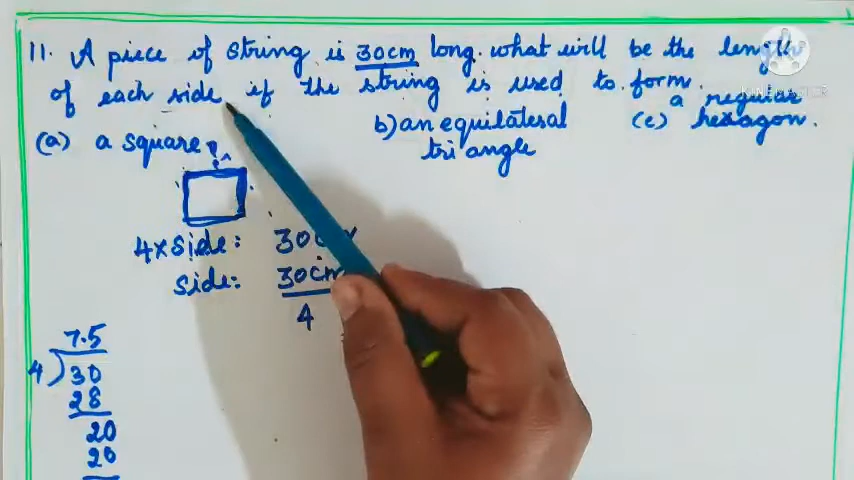 11. A piece of string is 30cm long. what will be the length
of each side if the string is used to form.
(a) a square
b) an equilateral
triangle
(c) a regular
hexagon.
4×side: 30cm
side: 30cm
4
7.5
4)30
28
20
20
KINEMASTER